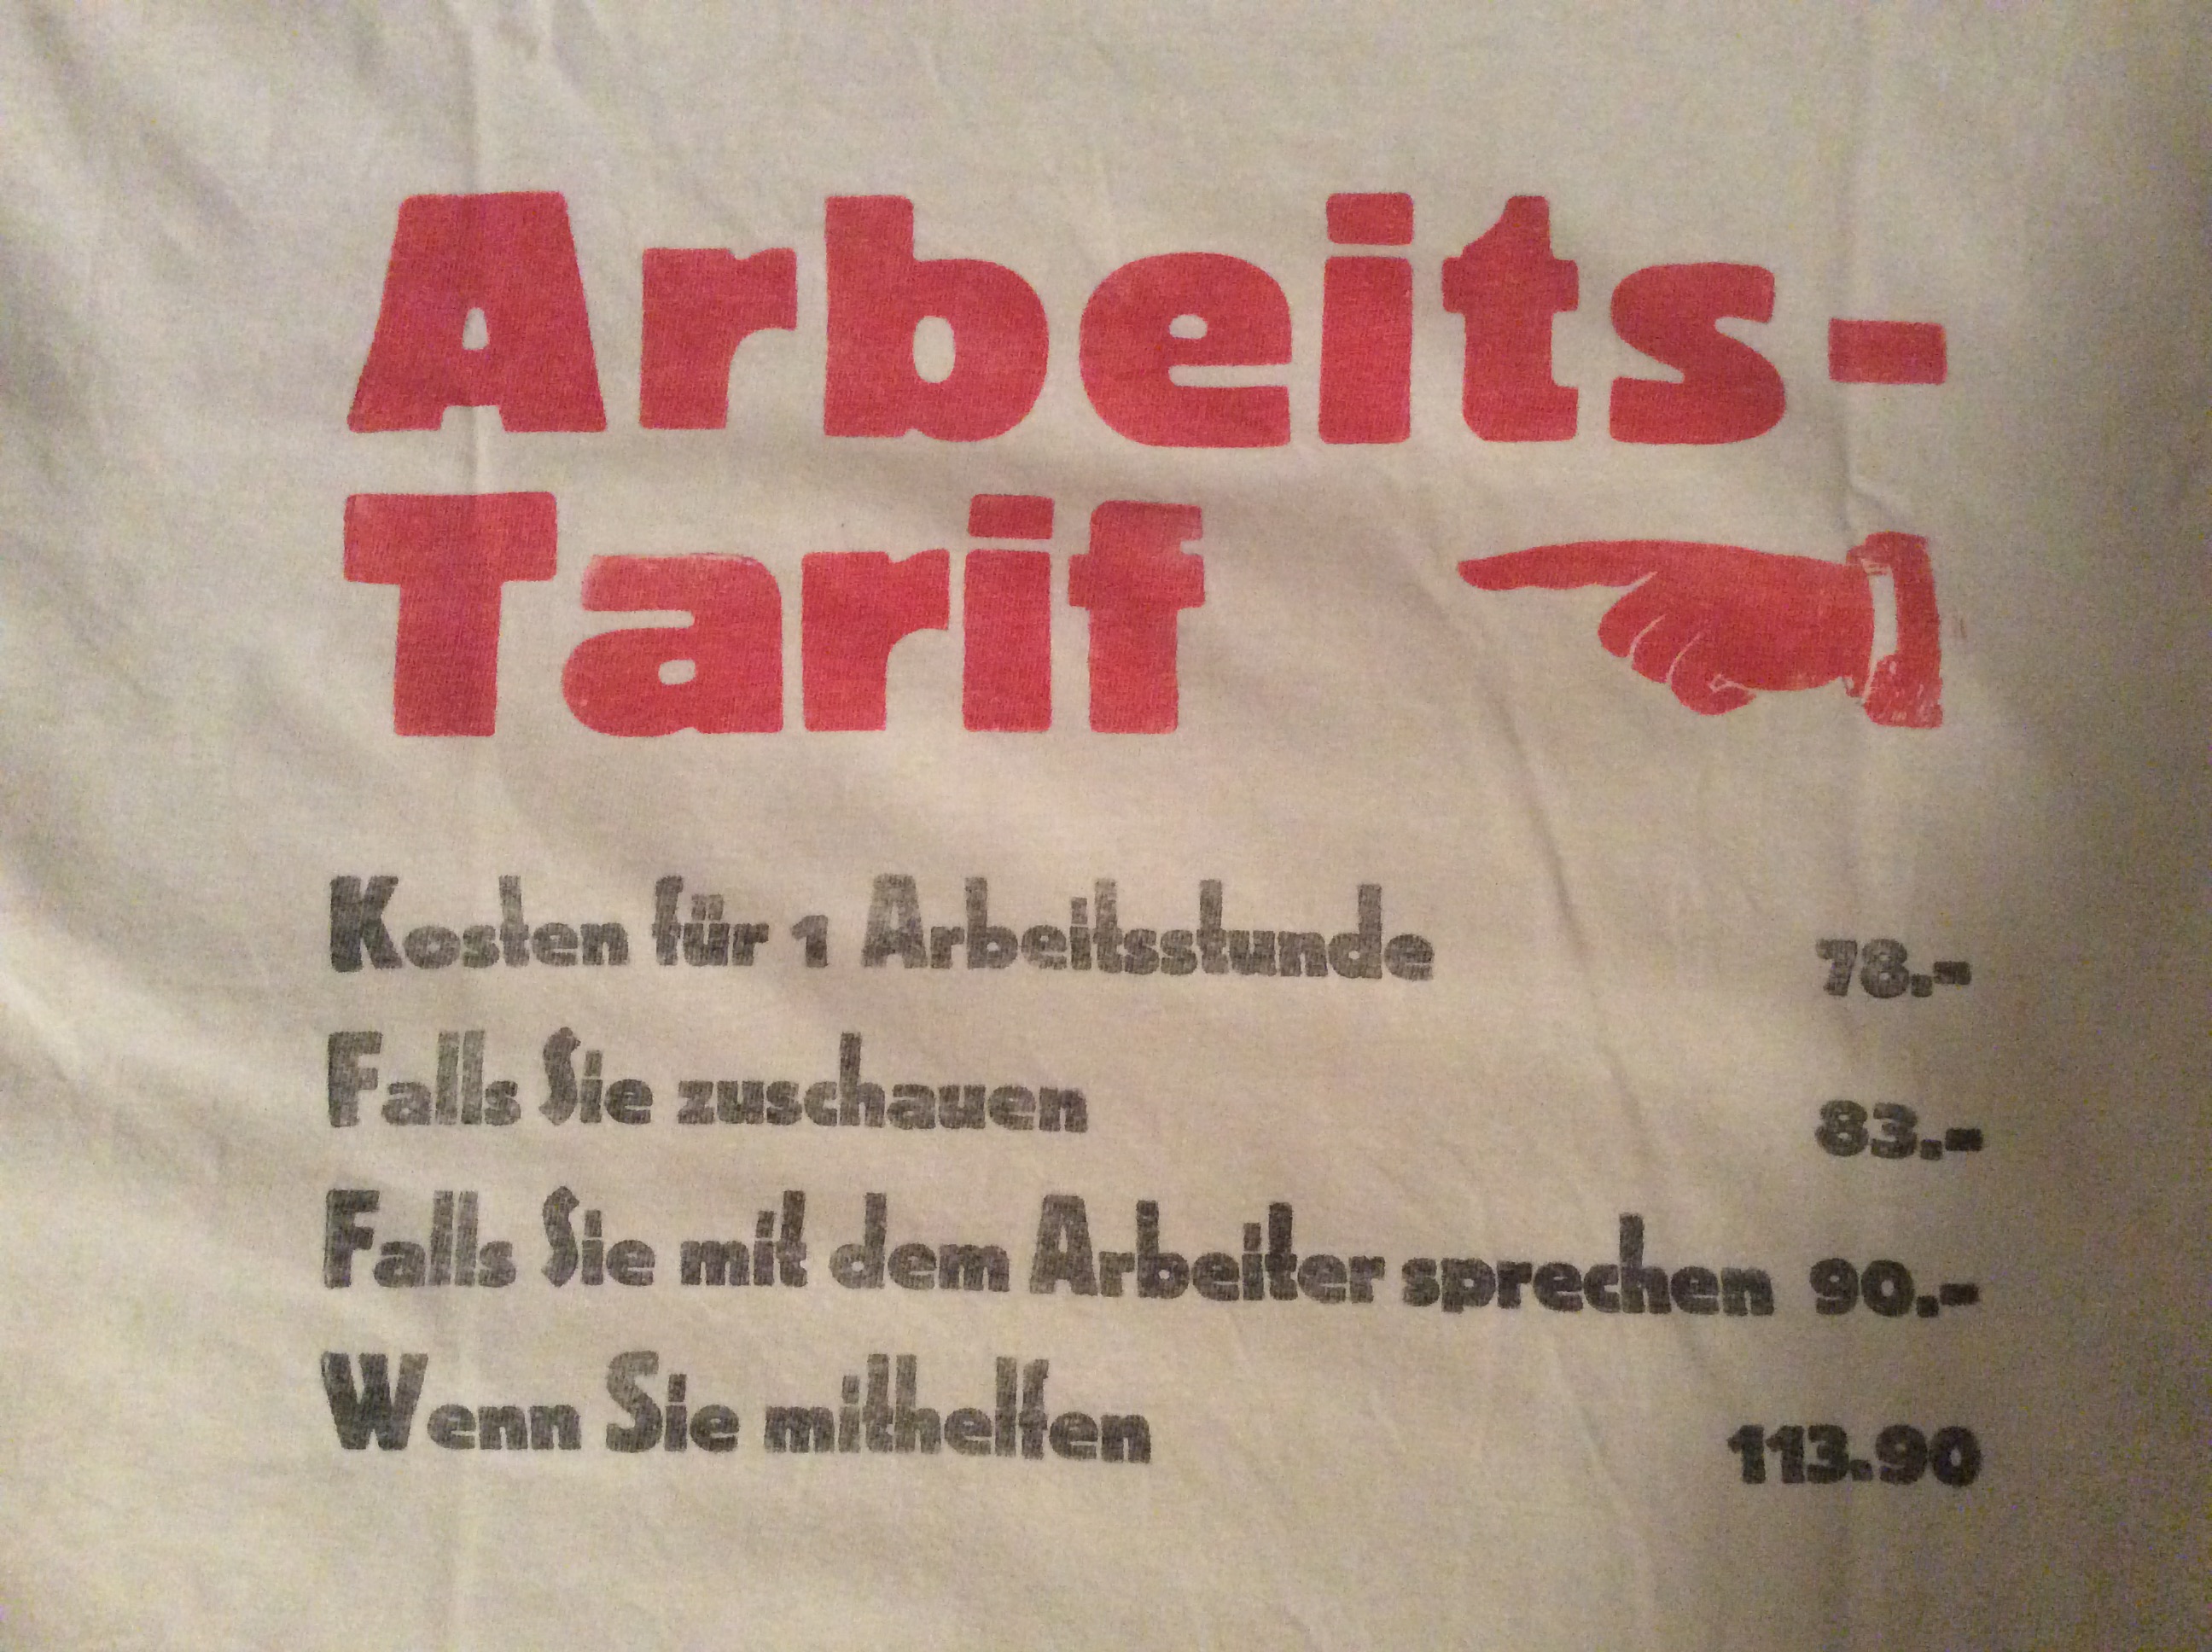 Arbeits-
Tarif
Kosten für 1 Arbeitsstunde 78.-
Falls Sie zuschauen 83.-
Falls Sie mit dem Arbeiter sprechen 90.-
Wenn Sie mithelfen 113.90